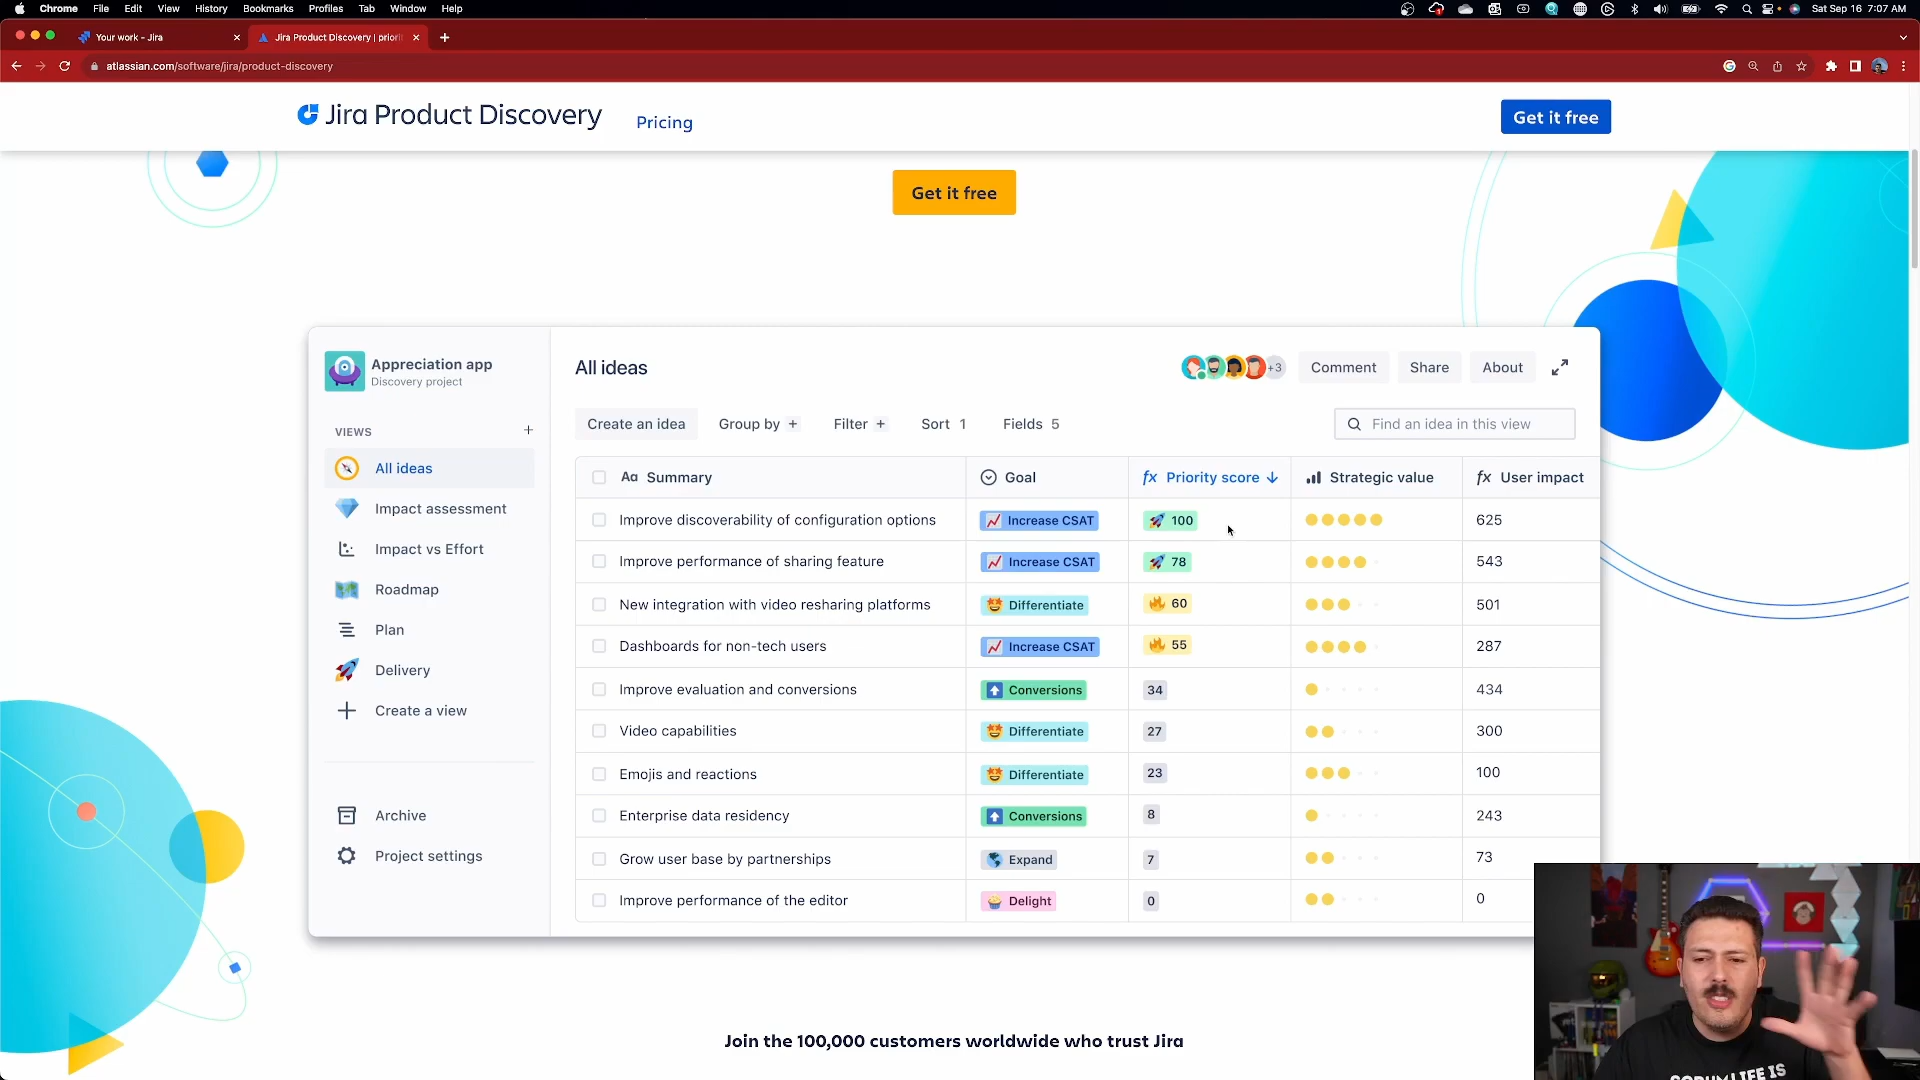 Chrome File Edit View History Bookmarks Profiles Tab Window Help
Sat Sep 16 7:07 AM
Your work - Jira
Jira Product Discovery | priori
atlassian.com/software/jira/product-discovery
Jira Product Discovery
Pricing
Get it free
Get it free
Appreciation app
Discovery project
VIEWS
All ideas
Impact assessment
Impact vs Effort
Roadmap
Plan
Delivery
Create a view
Archive
Project settings
All ideas
+3
Comment
Share
About
Create an idea
Group by +
Filter +
Sort 1
Fields 5
Find an idea in this view
Aa Summary Goal fx Priority score ↓ Strategic value fx User impact
Improve discoverability of configuration options Increase CSAT 100 625
Improve performance of sharing feature Increase CSAT 78 543
New integration with video resharing platforms Differentiate 60 501
Dashboards for non-tech users Increase CSAT 55 287
Improve evaluation and conversions Conversions 34 434
Video capabilities Differentiate 27 300
Emojis and reactions Differentiate 23 100
Enterprise data residency Conversions 8 243
Grow user base by partnerships Expand 7 73
Improve performance of the editor Delight 0 0
Join the 100,000 customers worldwide who trust Jira
LIFE IS